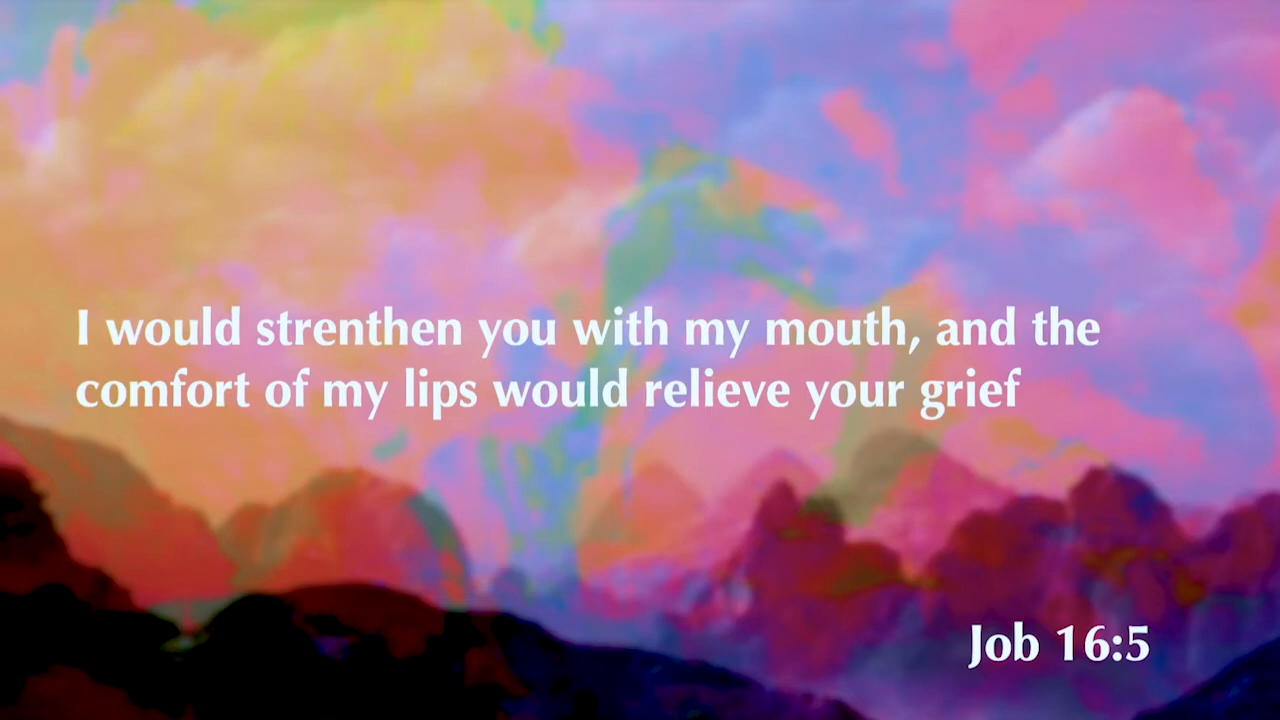 I would strenthen you with my mouth, and the
comfort of my lips would relieve your grief
Job 16:5